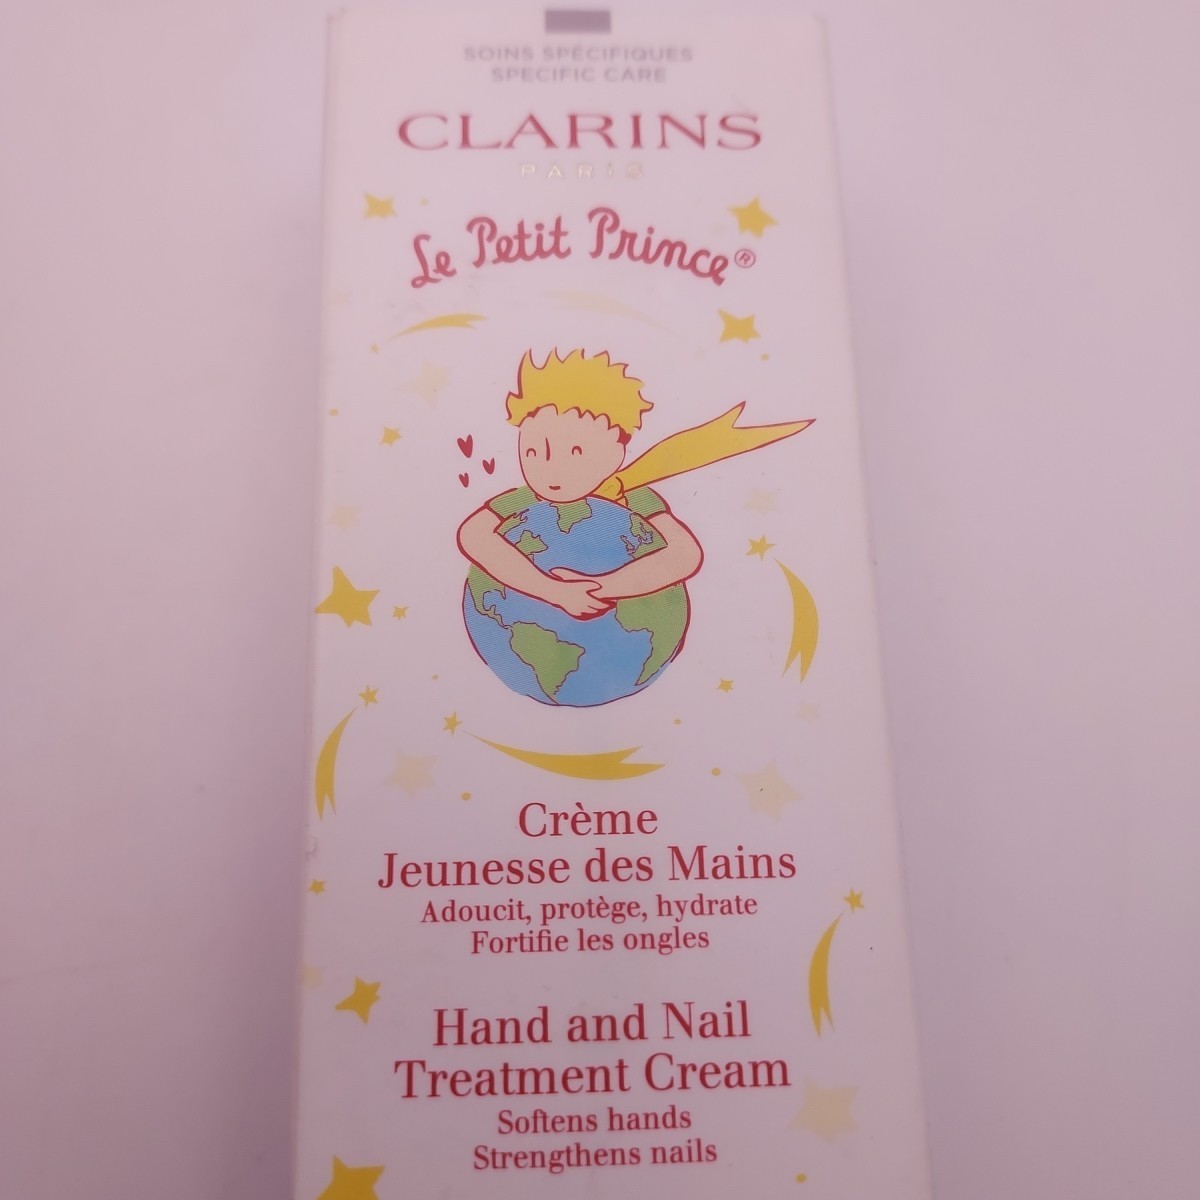 SOINS SPÉCIFIQUES
SPECIFIC CARE
CLARINS
PARIS
Le Petit Prince®
Crème
Jeunesse des Mains
Adoucit, protège, hydrate
Fortifie les ongles
Hand and Nail
Treatment Cream
Softens hands
Strengthens nails